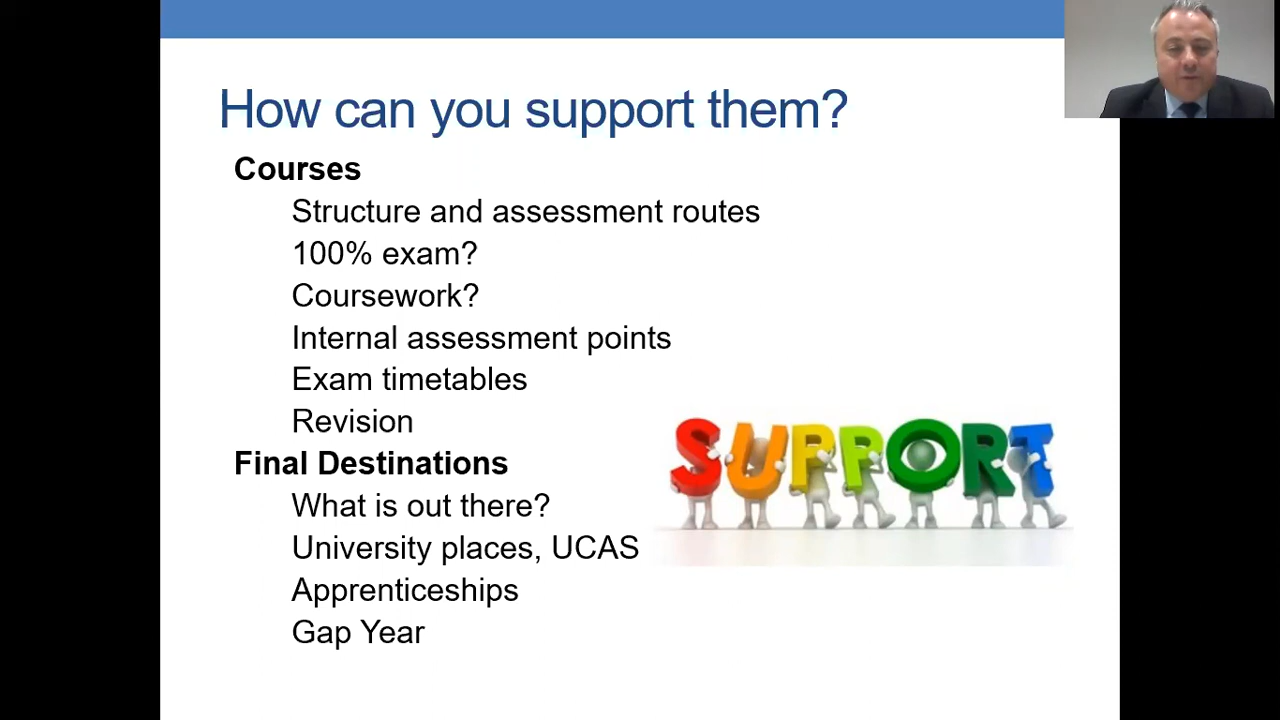 How can you support them?
Courses
Structure and assessment routes
100% exam?
Coursework?
Internal assessment points
Exam timetables
Revision
SUPPORT
Final Destinations
What is out there?
University places, UCAS
Apprenticeships
Gap Year